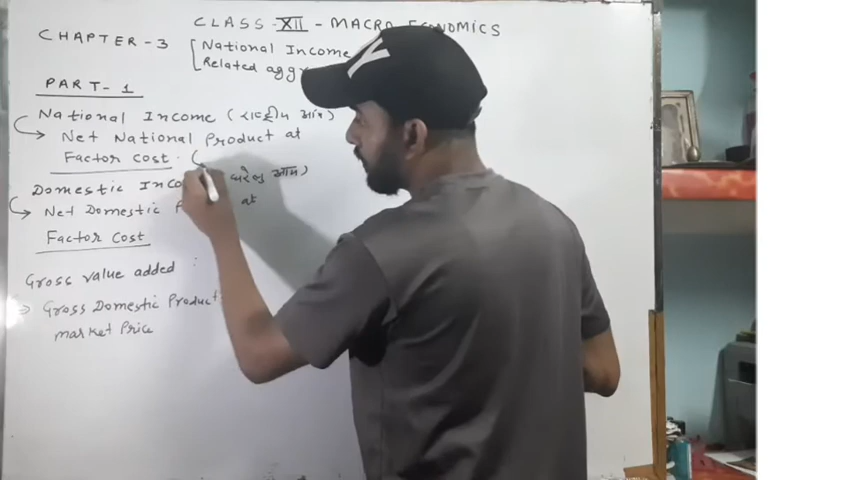 CLASS - XII - MACRO ECONOMICS
CHAPTER - 3
[National Income
Related aggr
PART - 1
National Income (राष्ट्रीय आय)
→ Net National Product at
Factor Cost. (
Domestic Inco घरेलु आय)
→ Net Domestic P at
Factor Cost
Gross value added :
→ Gross Domestic Product
market Price